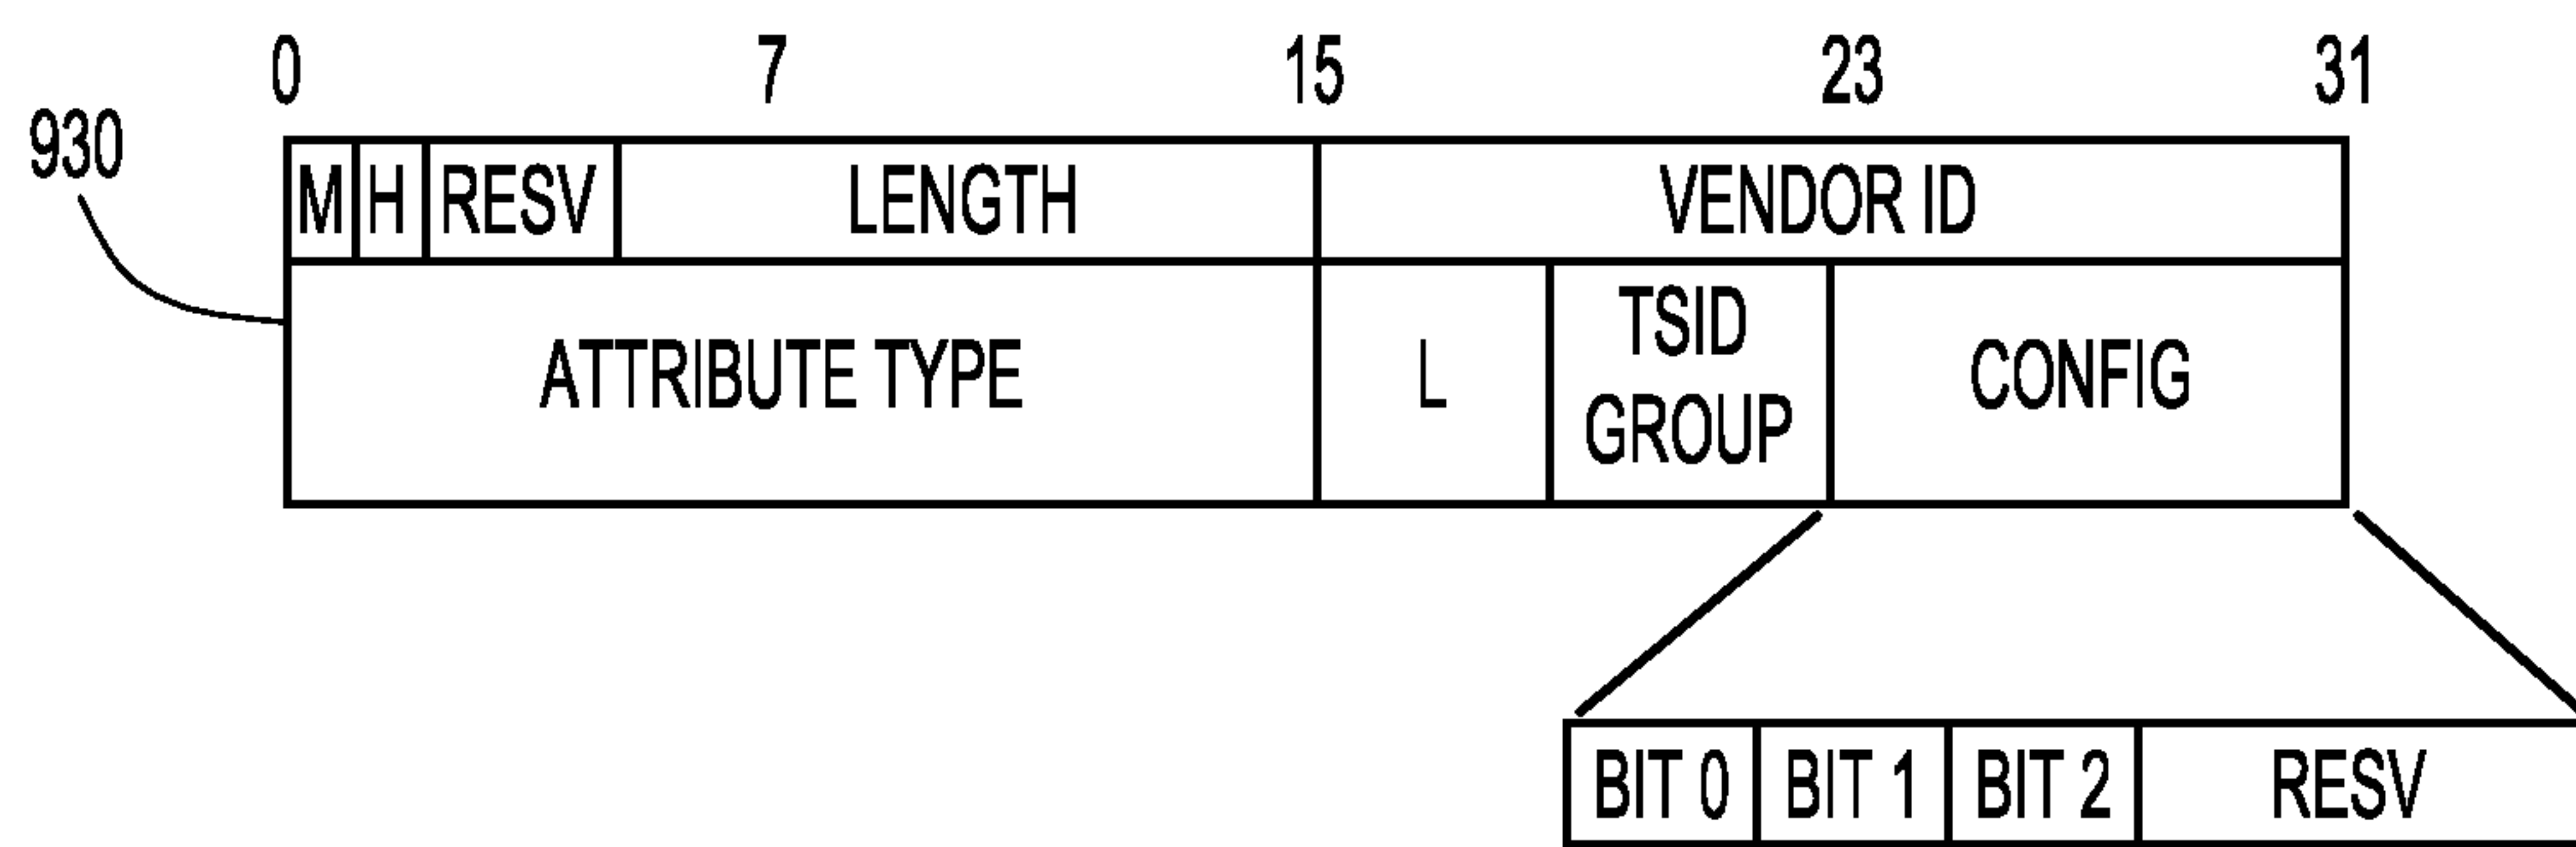 0 7 15 23 31
930
M H RESV LENGTH VENDOR ID
ATTRIBUTE TYPE L TSID GROUP CONFIG
BIT 0 BIT 1 BIT 2 RESV